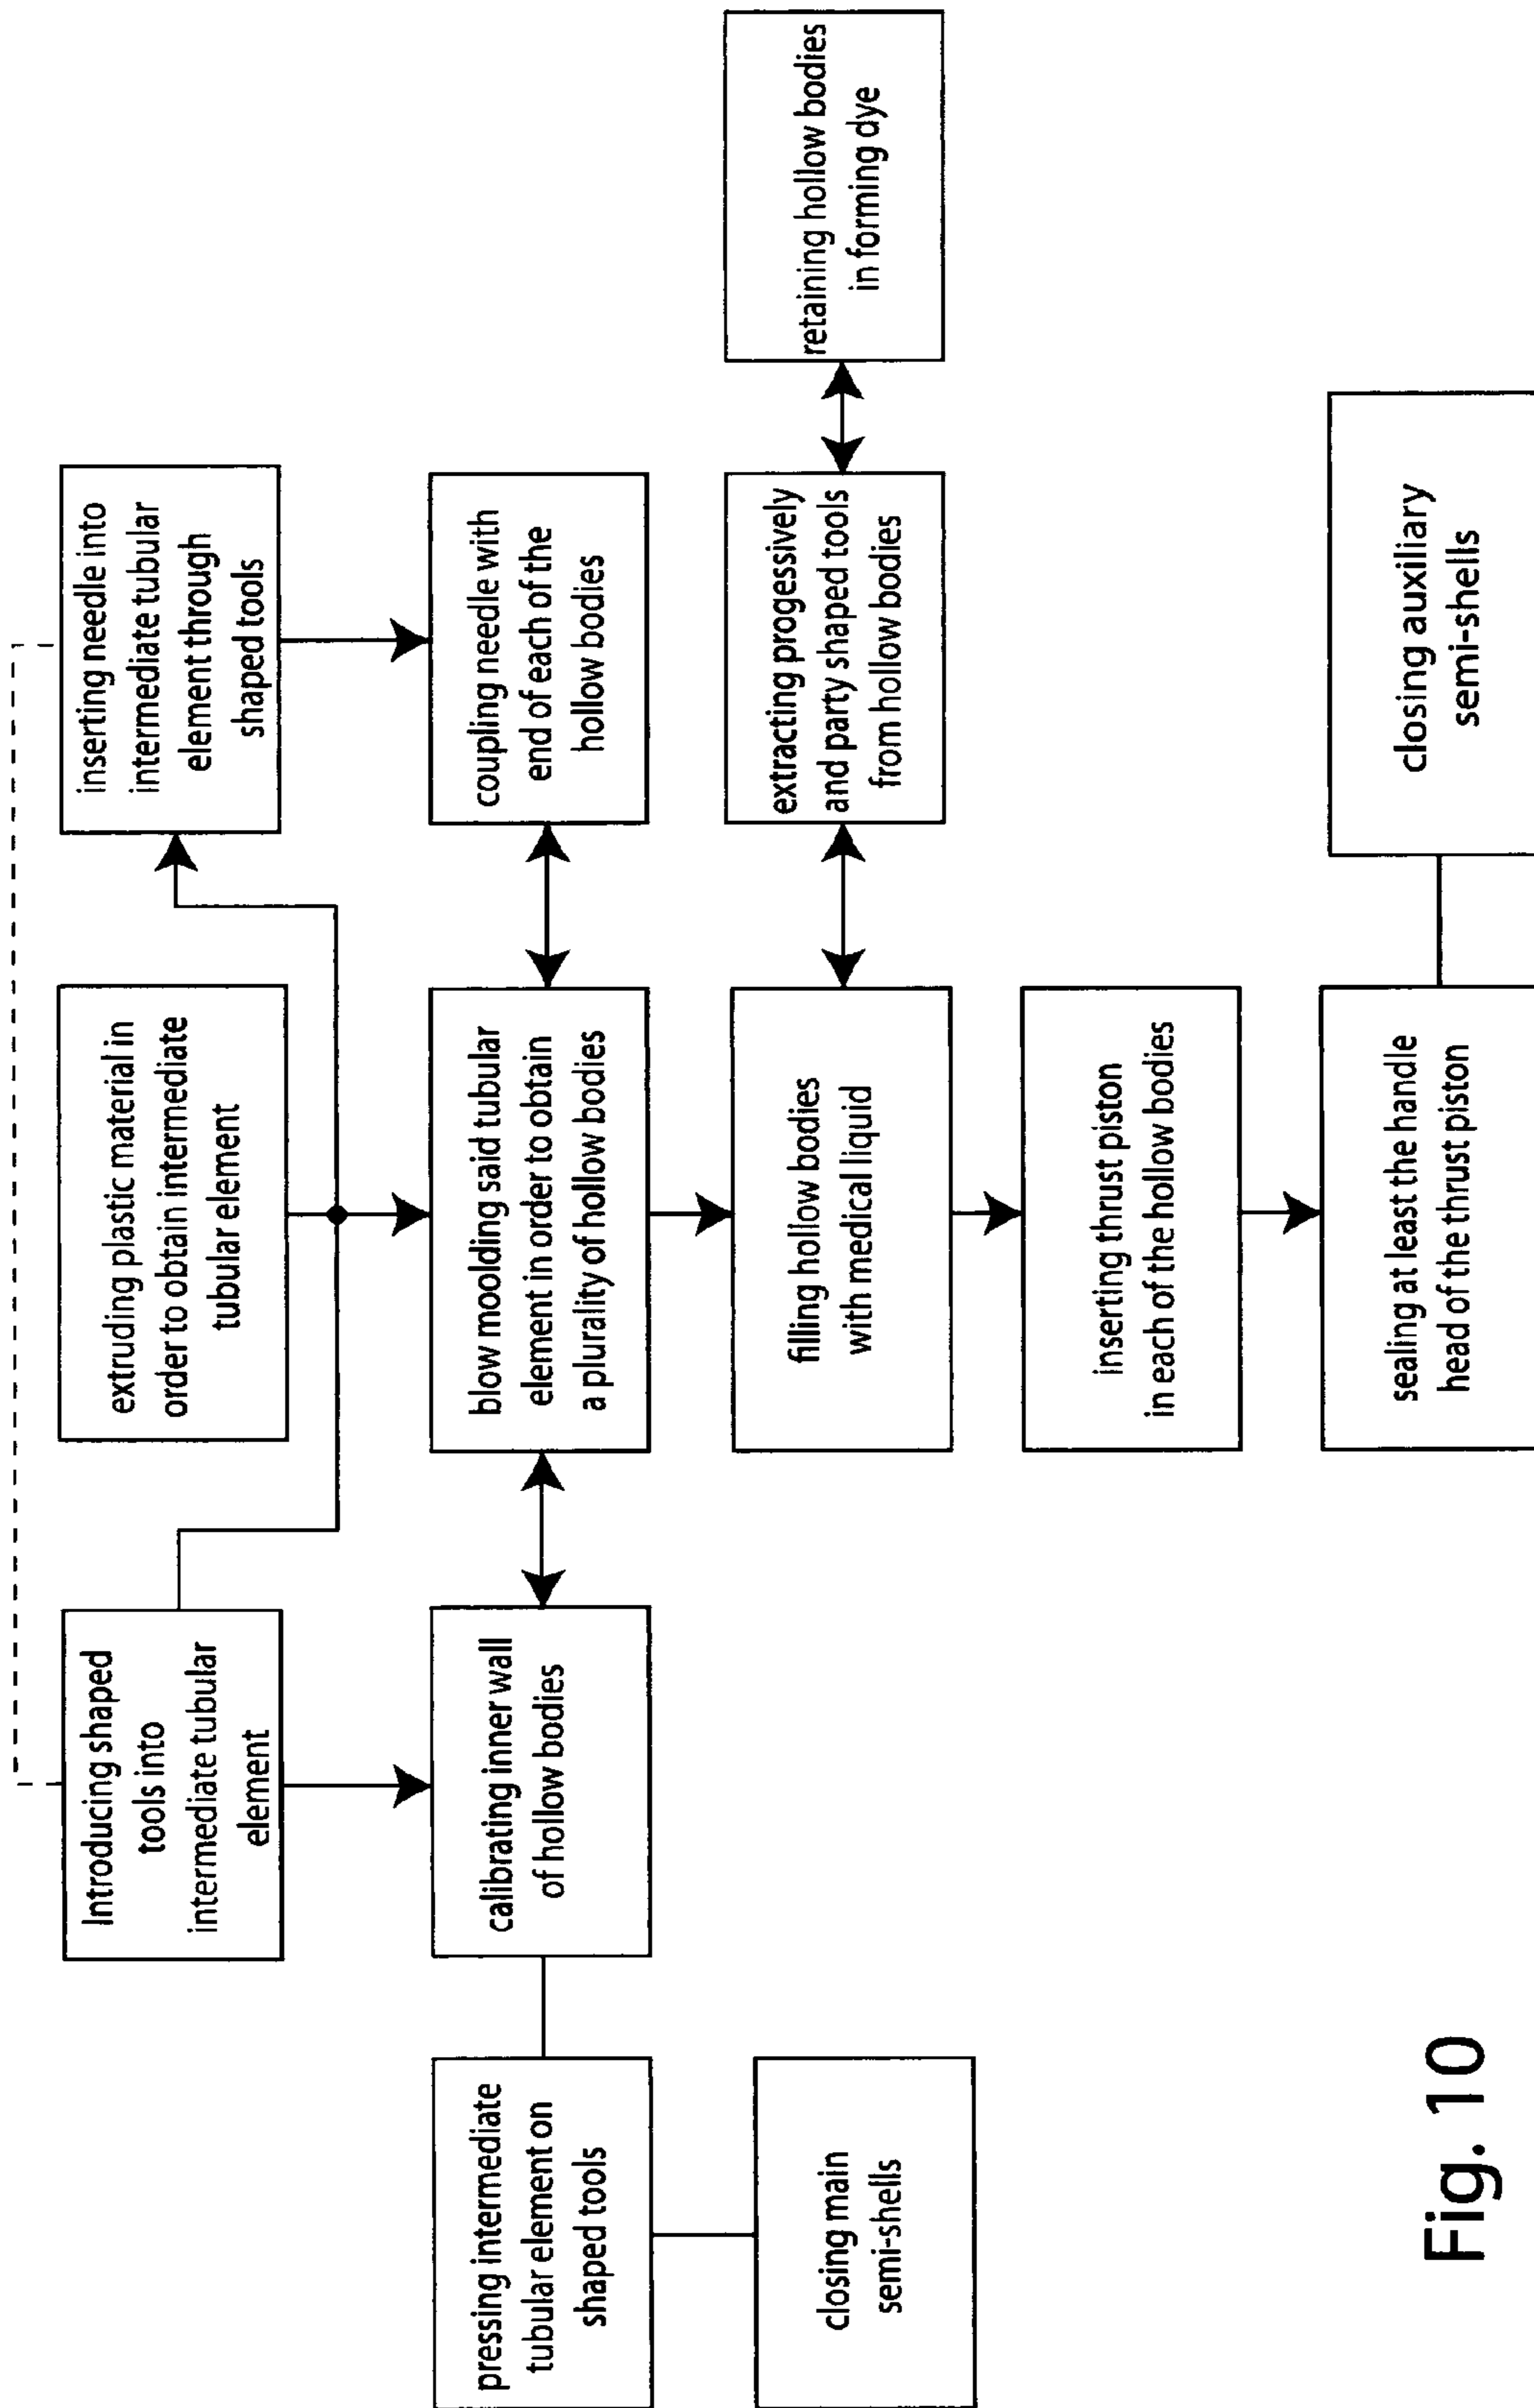 Introducing shaped
tools into
intermediate tubular
element
extruding plastic material in
order to obtain intermediate
tubular element
inserting needle into
intermediate tubular
element through
shaped tools
pressing intermediate
tubular element on
shaped tools
calibrating inner wall
of hollow bodies
blow moolding said tubular
element in order to obtain
a plurality of hollow bodies
coupling needle with
end of each of the
hollow bodies
closing main
semi-shells
filling hollow bodies
with medical liquid
extracting progessively
and party shaped tools
from hollow bodies
retaining hollow bodies
in forming dye
inserting thrust piston
in each of the hollow bodies
sealing at least the handle
head of the thrust piston
closing auxiliary
semi-shells
Fig. 10